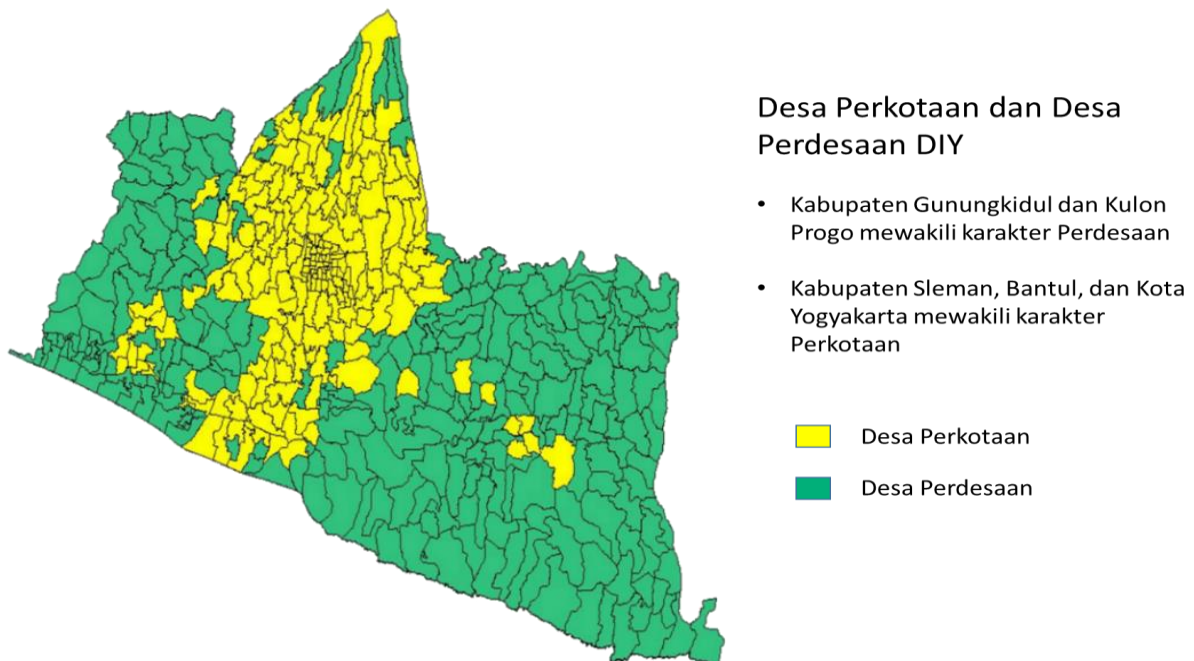 Desa Perkotaan dan Desa
Perdesaan DIY
• Kabupaten Gunungkidul dan Kulon
Progo mewakili karakter Perdesaan
• Kabupaten Sleman, Bantul, dan Kota
Yogyakarta mewakili karakter
Perkotaan
Desa Perkotaan
Desa Perdesaan